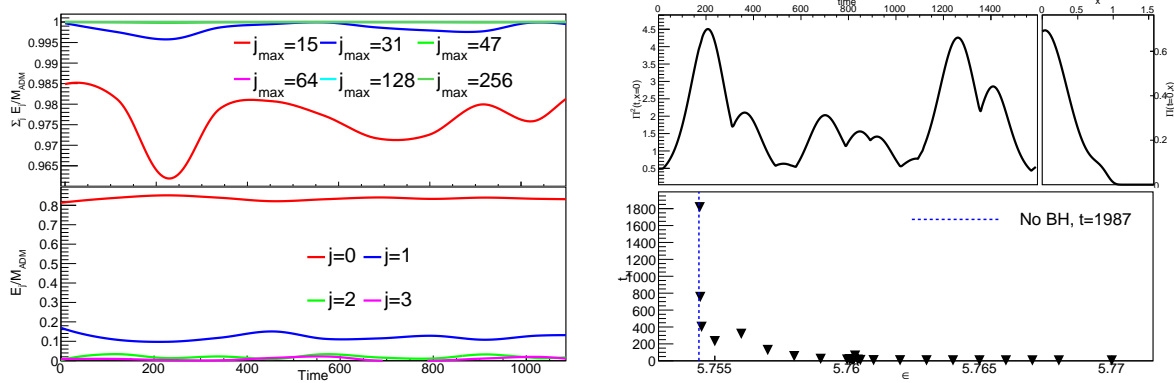 1
0.995
0.99
0.985
0.98
0.975
0.97
0.965
Σj Ej/MADM
jmax=15 jmax=31 jmax=47
jmax=64 jmax=128 jmax=256
0.8
0.7
0.6
0.5
0.4
0.3
0.2
0.1
0
Ej/MADM
j=0 j=1
j=2 j=3
0 200 400 600 800 1000
Time
time
0 200 400 600 800 1000 1200 1400
4.5
4
3.5
3
2.5
2
1.5
1
0.5
Π²(t,x=0)
x
0 0.5 1 1.5
0.6
0.4
0.2
0
Π(t=0,x)
1800
1600
1400
1200
1000
800
600
400
200
0
t
No BH, t=1987
5.755 5.76 5.765 5.77
∈